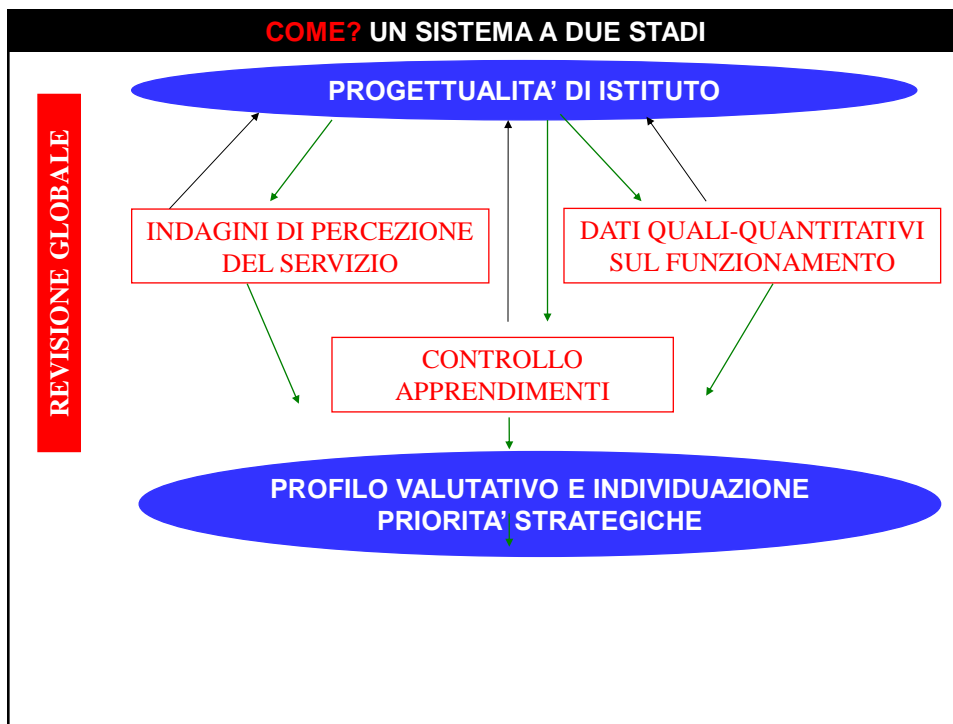 COME? UN SISTEMA A DUE STADI
PROGETTUALITA’ DI ISTITUTO
REVISIONE GLOBALE
INDAGINI DI PERCEZIONE
DEL SERVIZIO
DATI QUALI-QUANTITATIVI
SUL FUNZIONAMENTO
CONTROLLO
APPRENDIMENTI
PROFILO VALUTATIVO E INDIVIDUAZIONE
PRIORITA’ STRATEGICHE